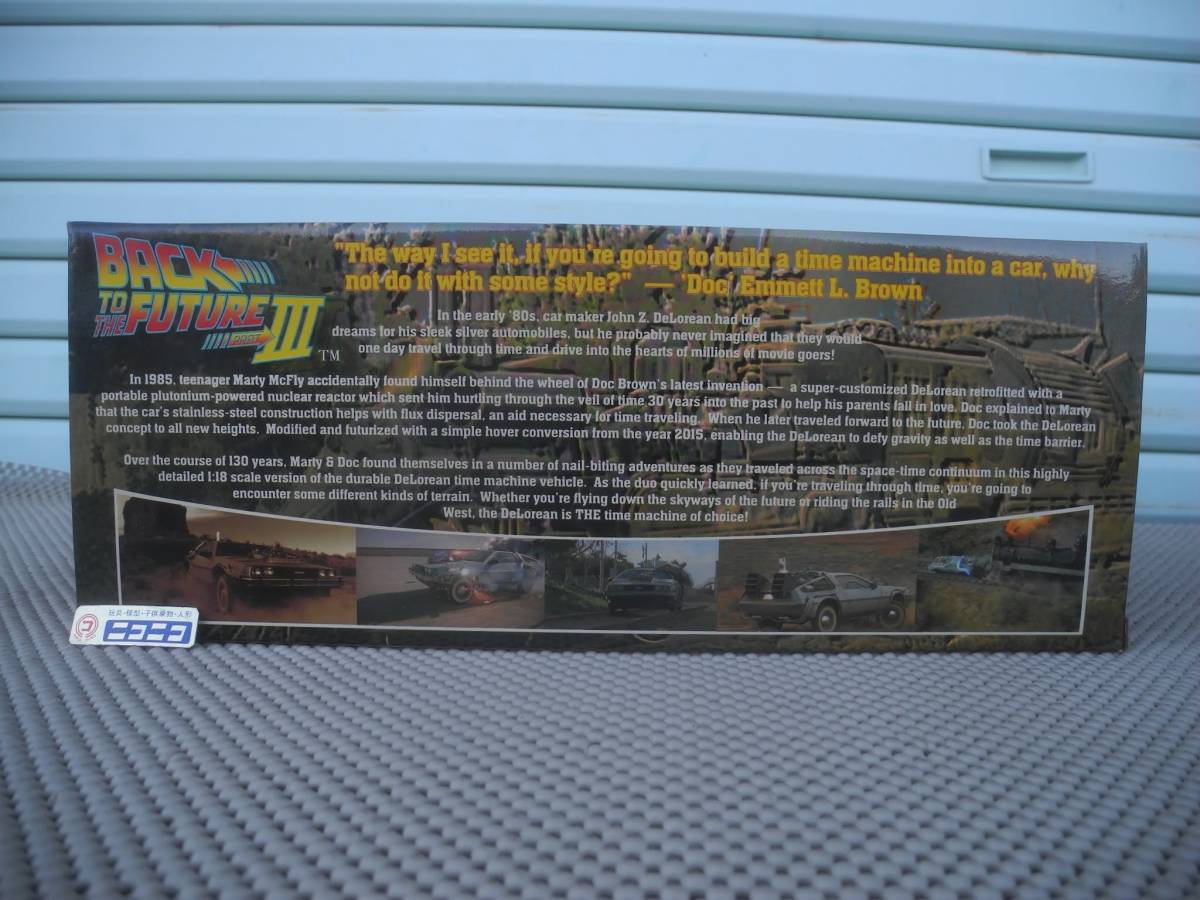 BACK
TO THE FUTURE
PART III
TM
"The way I see it, if you're going to build a time machine into a car, why
not do it with some style?" — 'Doc' Emmett L. Brown
In the early '80s, car maker John Z. DeLorean had big
dreams for his sleek silver automobiles, but he probably never imagined that they would
one day travel through time and drive into the hearts of millions of movie goers!
In 1985, teenager Marty McFly accidentally found himself behind the wheel of Doc Brown's latest invention — a super-customized DeLorean retrofitted with a
portable plutonium-powered nuclear reactor which sent him hurtling through the veil of time 30 years into the past to help his parents fall in love. Doc explained to Marty
that the car's stainless-steel construction helps with flux dispersal, an aid necessary for time traveling. When he later traveled forward to the future, Doc took the DeLorean
concept to all new heights. Modified and futurized with a simple hover conversion from the year 2015, enabling the DeLorean to defy gravity as well as the time barrier.
Over the course of 130 years, Marty & Doc found themselves in a number of nail-biting adventures as they traveled across the space-time continuum in this highly
detailed 1:18 scale version of the durable DeLorean time machine vehicle. As the duo quickly learned, if you're traveling through time, you're going to
encounter some different kinds of terrain. Whether you're flying down the skyways of the future or riding the rails in the Old
West, the DeLorean is THE time machine of choice!
玩具・模型・子供乗物・人形
コ ニコニコ